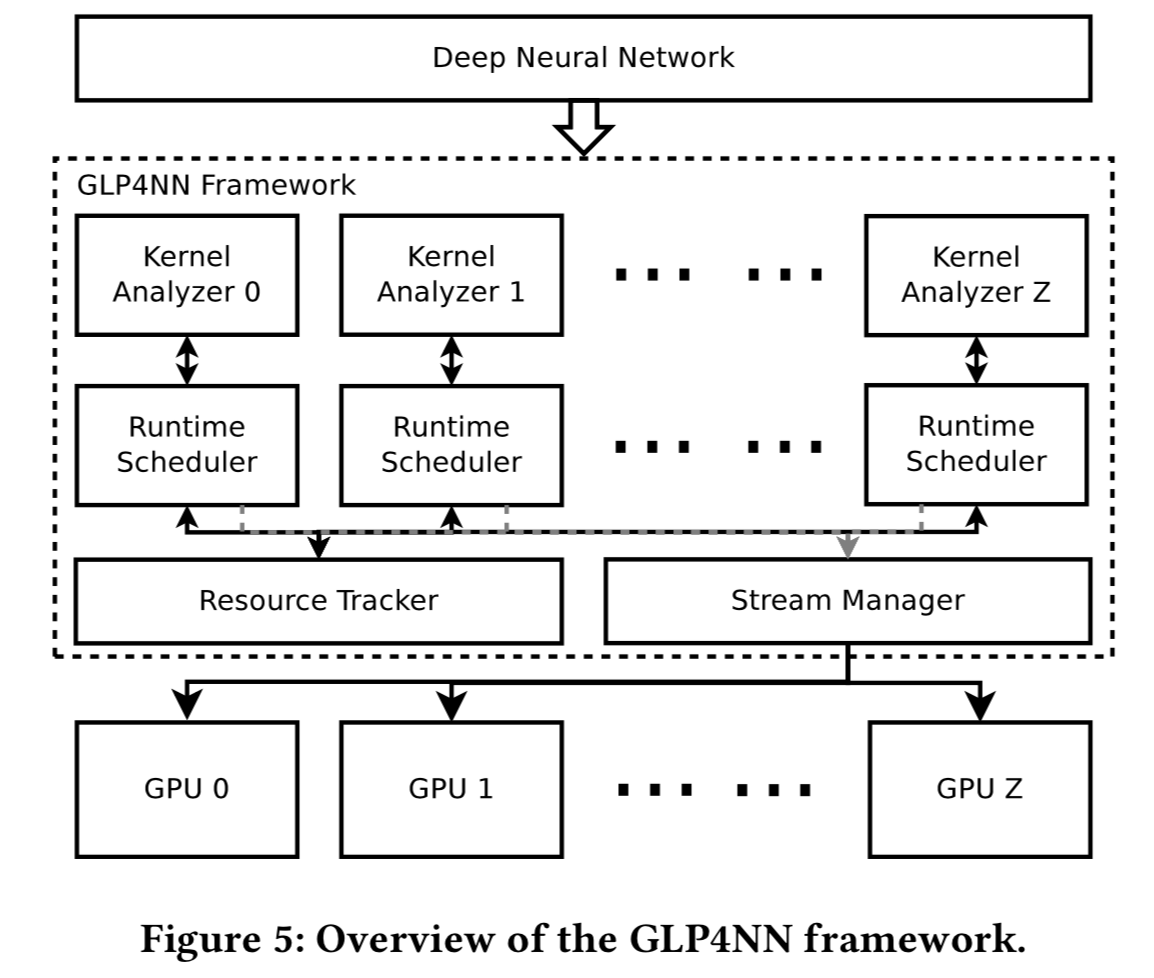 Deep Neural Network
GLP4NN Framework
Kernel
Analyzer 0
Kernel
Analyzer 1
Kernel
Analyzer Z
Runtime
Scheduler
Runtime
Scheduler
Runtime
Scheduler
Resource Tracker
Stream Manager
GPU 0
GPU 1
GPU Z
Figure 5: Overview of the GLP4NN framework.